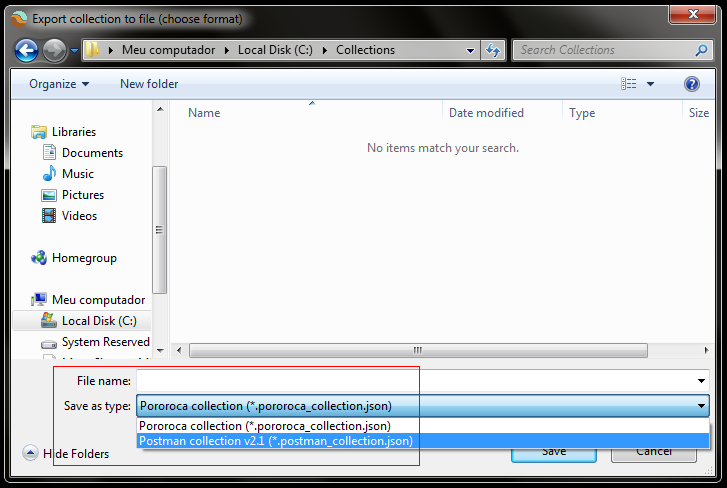 Export collection to file (choose format)
Meu computador Local Disk (C:) Collections
Search Collections
Organize New folder
Name Date modified Type Size
No items match your search.
Libraries
Documents
Music
Pictures
Videos
Homegroup
Meu computador
Local Disk (C:)
System Reserved
File name:
Save as type: Pororoca collection (*.pororoca_collection.json)
Pororoca collection (*.pororoca_collection.json)
Postman collection v2.1 (*.postman_collection.json)
Hide Folders
Save Cancel